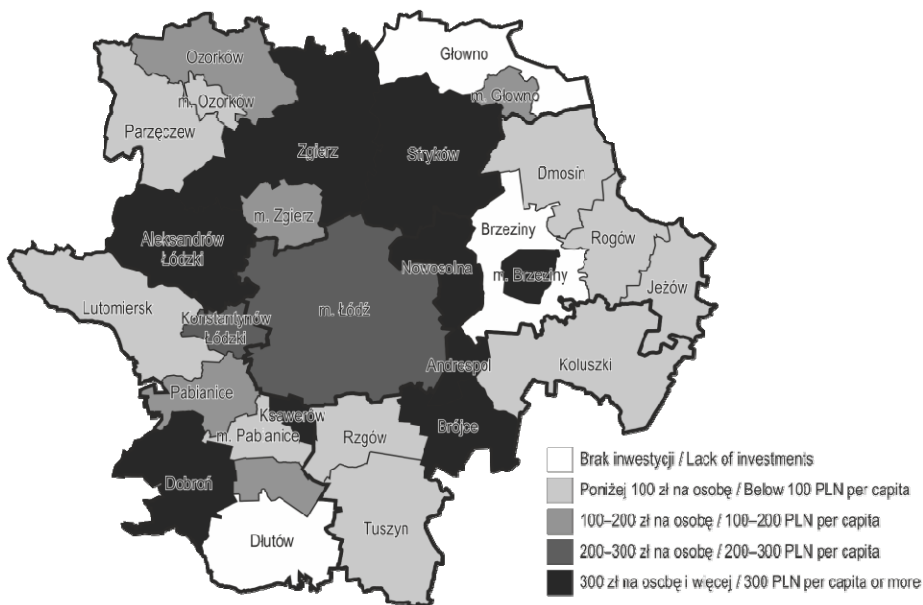 Ozorków
Głowno
m. Ozorków
m. Głowno
Parzęczew
Zgierz
Stryków
Dmosin
m. Zgierz
Brzeziny
Rogów
Aleksandrów
Łódzki
Nowosolna
m. Brzeziny
Jeżów
Lutomiersk
Konstantynów
Łódzki
m. Łódź
Andrespol
Koluszki
Pabianice
Ksawerów
m. Pabianice
Rzgów
Brójce
Dobroń
Dłutów
Tuszyn
Brak inwestycji / Lack of investments
Poniżej 100 zł na osobę / Below 100 PLN per capita
100–200 zł na osobę / 100–200 PLN per capita
200–300 zł na osobę / 200–300 PLN per capita
300 zł na osobę i więcej / 300 PLN per capita or more